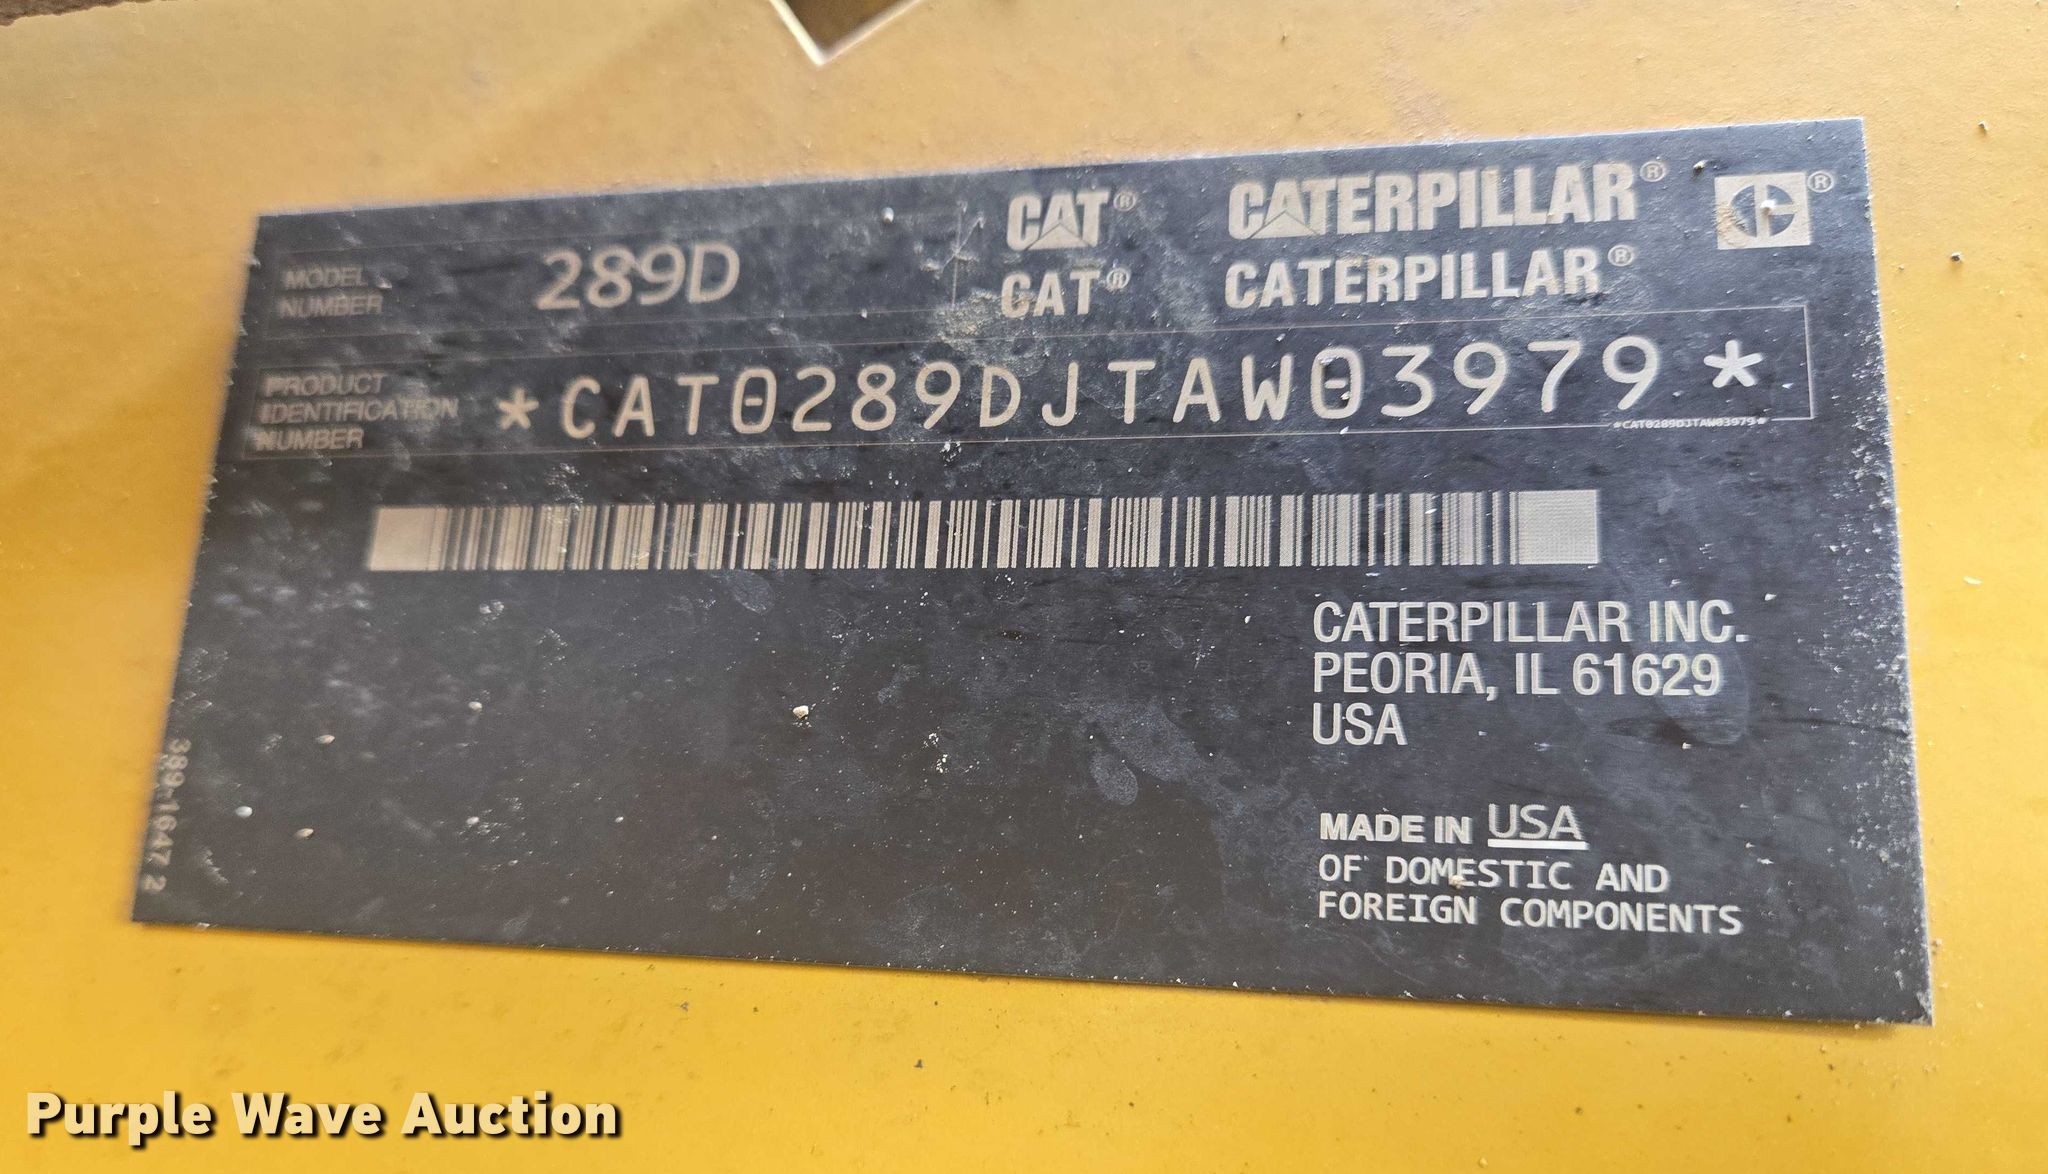 CAT® CATERPILLAR®
MODEL NUMBER 289D
CAT® CATERPILLAR®
PRODUCT IDENTIFICATION NUMBER *CAT0289DJTAW03979*
*CAT0289DJTAW03979*
CATERPILLAR INC.
PEORIA, IL 61629
USA
MADE IN USA
OF DOMESTIC AND
FOREIGN COMPONENTS
389-1647 2
Purple Wave Auction